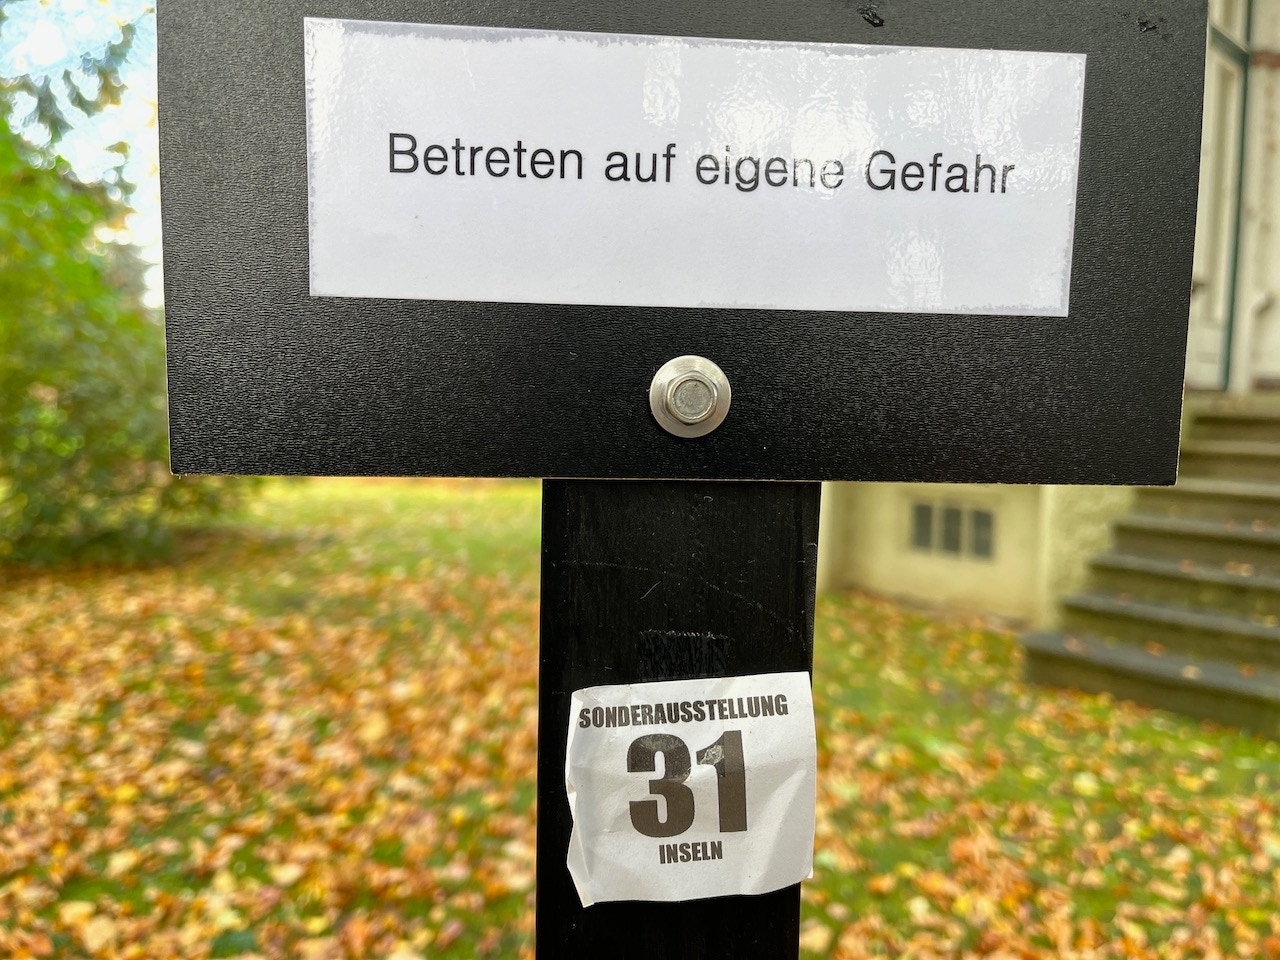 Betreten auf eigene Gefahr
SONDERAUSSTELLUNG
31
INSELN